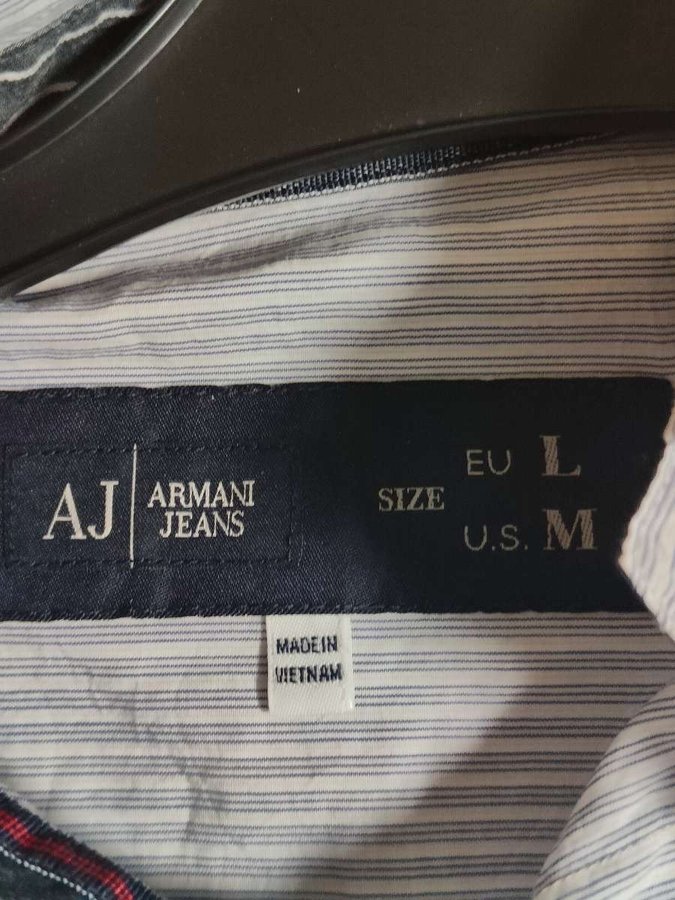 AJ
ARMANI
JEANS
SIZE
EU L
U.S. M
MADE IN
VIETNAM